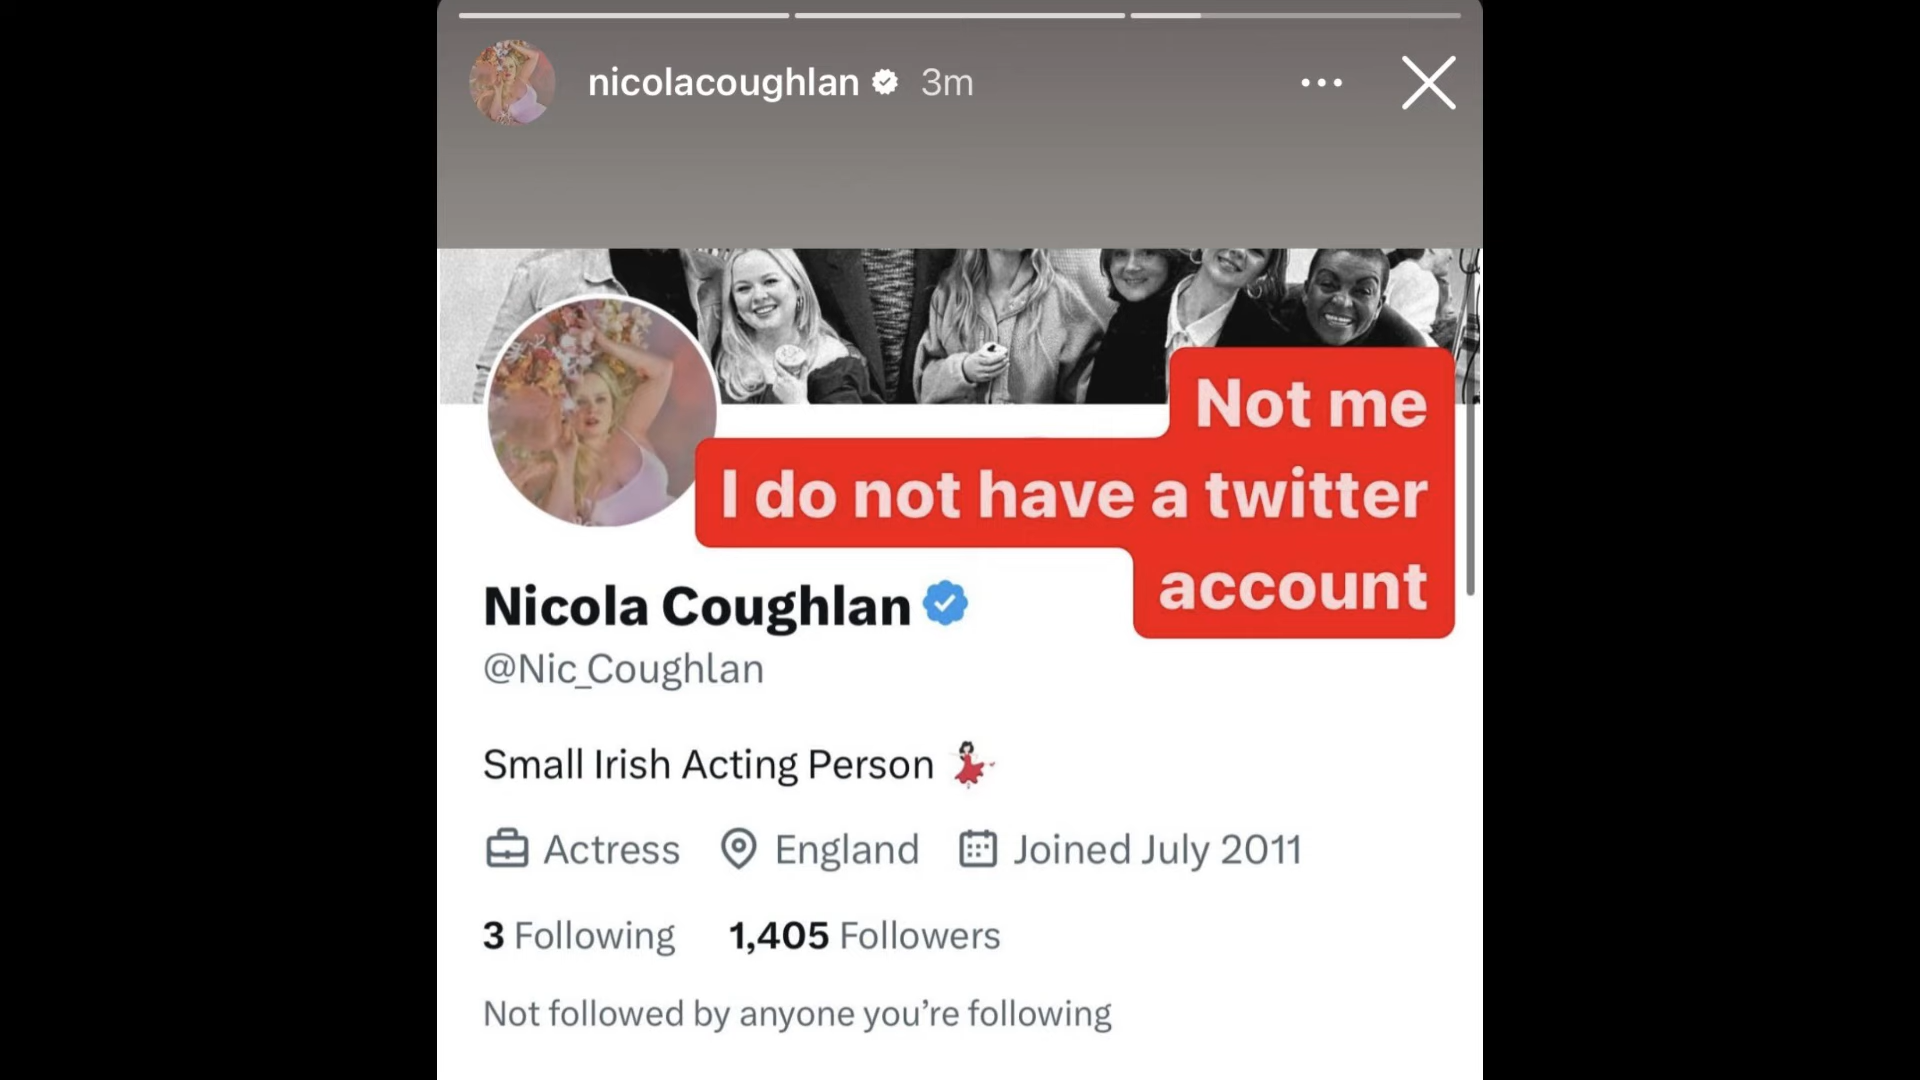 nicolacoughlan 3m
Not me
I do not have a twitter
account
Nicola Coughlan
@Nic_Coughlan
Small Irish Acting Person 💃
Actress England Joined July 2011
3 Following 1,405 Followers
Not followed by anyone you’re following